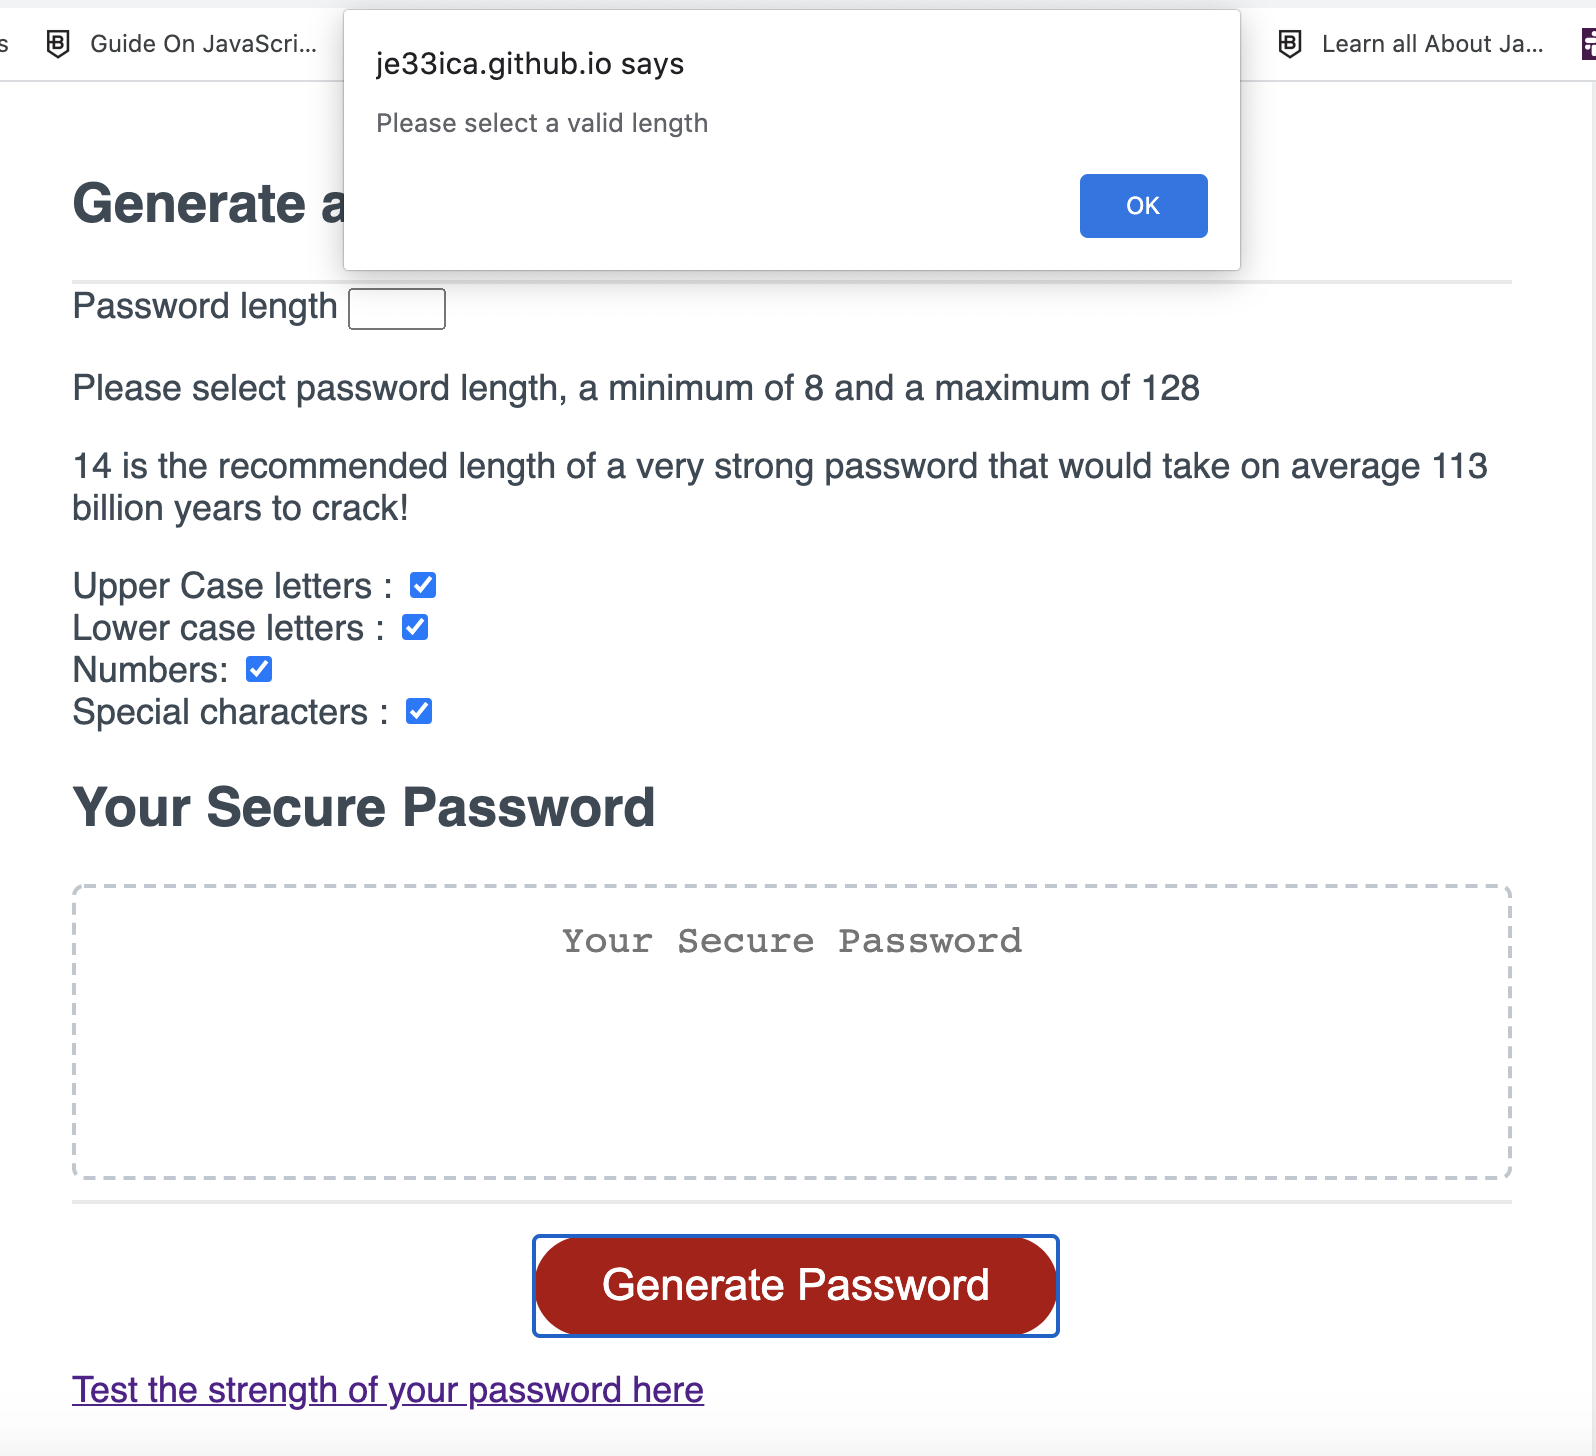 s Guide On JavaScri... Learn all About Ja...
je33ica.github.io says
Please select a valid length
OK
Generate a
Password length
Please select password length, a minimum of 8 and a maximum of 128
14 is the recommended length of a very strong password that would take on average 113
billion years to crack!
Upper Case letters :
Lower case letters :
Numbers:
Special characters :
Your Secure Password
Your Secure Password
Generate Password
Test the strength of your password here